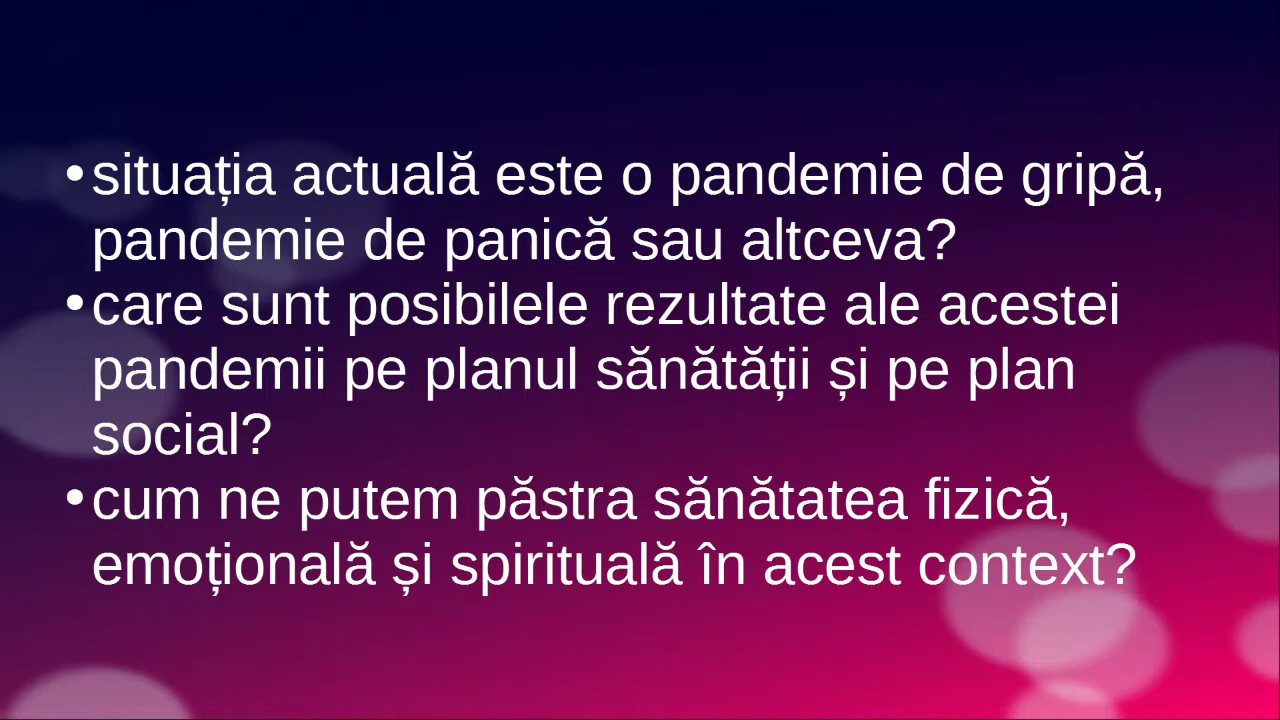 •situația actuală este o pandemie de gripă,
pandemie de panică sau altceva?
•care sunt posibilele rezultate ale acestei
pandemii pe planul sănătății și pe plan
social?
•cum ne putem păstra sănătatea fizică,
emoțională și spirituală în acest context?